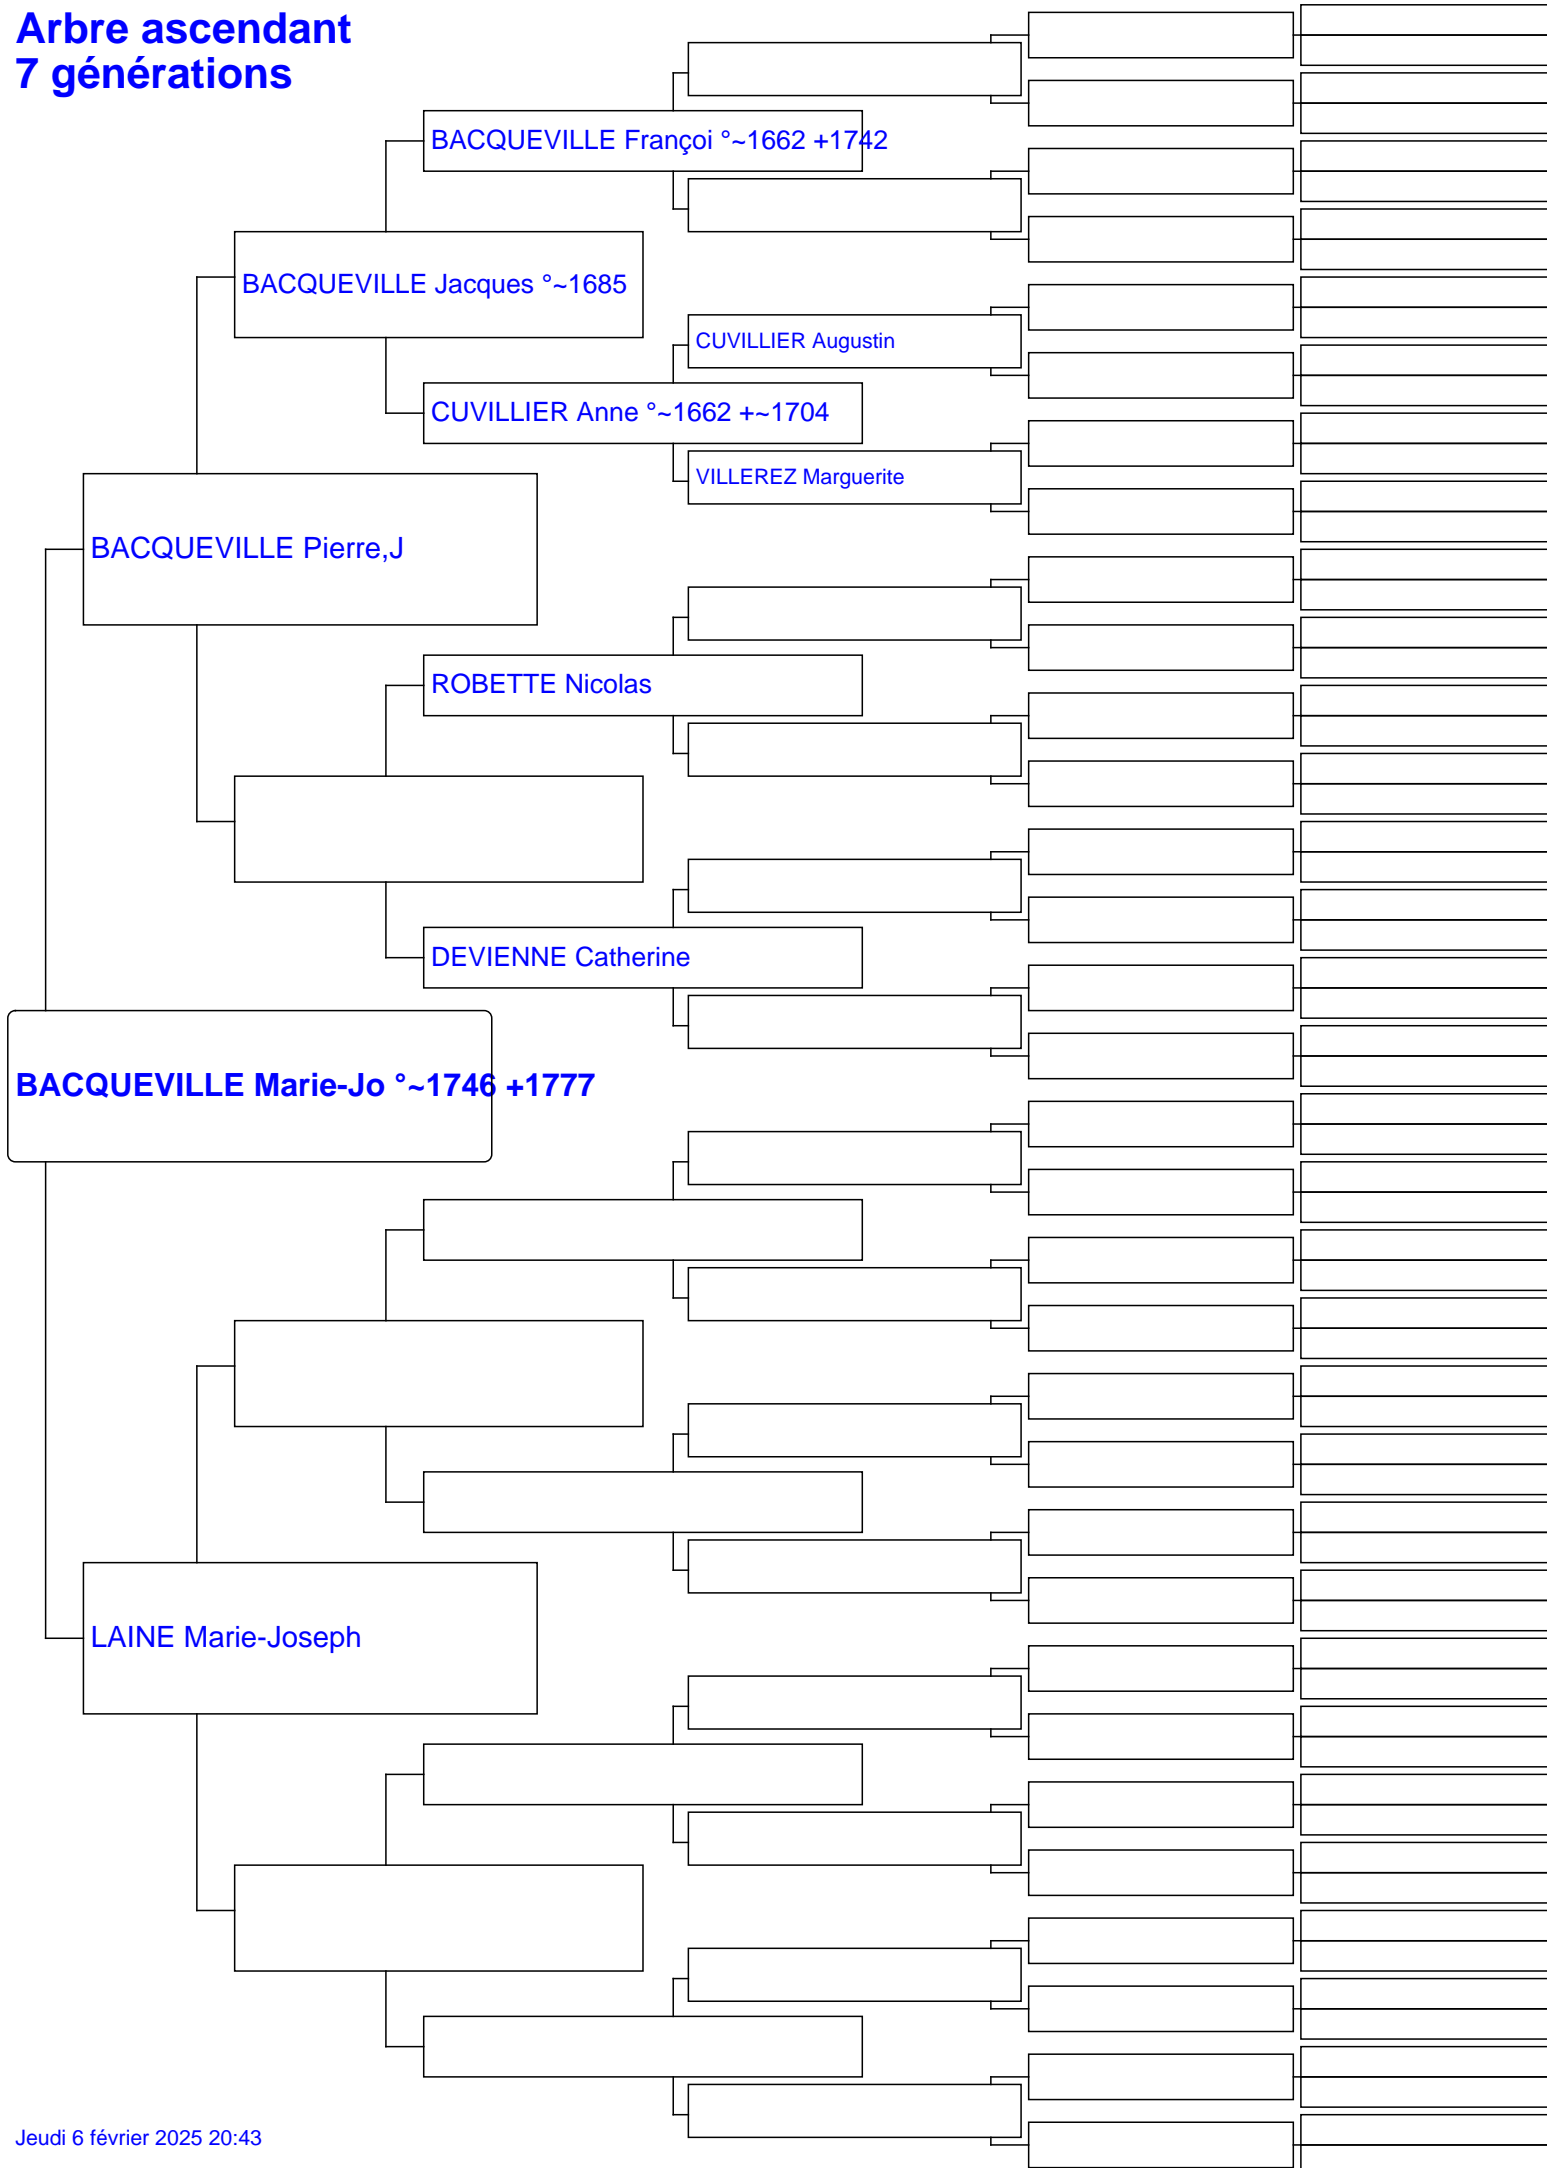 Arbre ascendant
7 générations
BACQUEVILLE Françoi °~1662 +1742
BACQUEVILLE Jacques °~1685
CUVILLIER Augustin
CUVILLIER Anne °~1662 +~1704
VILLEREZ Marguerite
BACQUEVILLE Pierre,J
ROBETTE Nicolas
DEVIENNE Catherine
BACQUEVILLE Marie-Jo °~1746 +1777
LAINE Marie-Joseph
Jeudi 6 février 2025 20:43